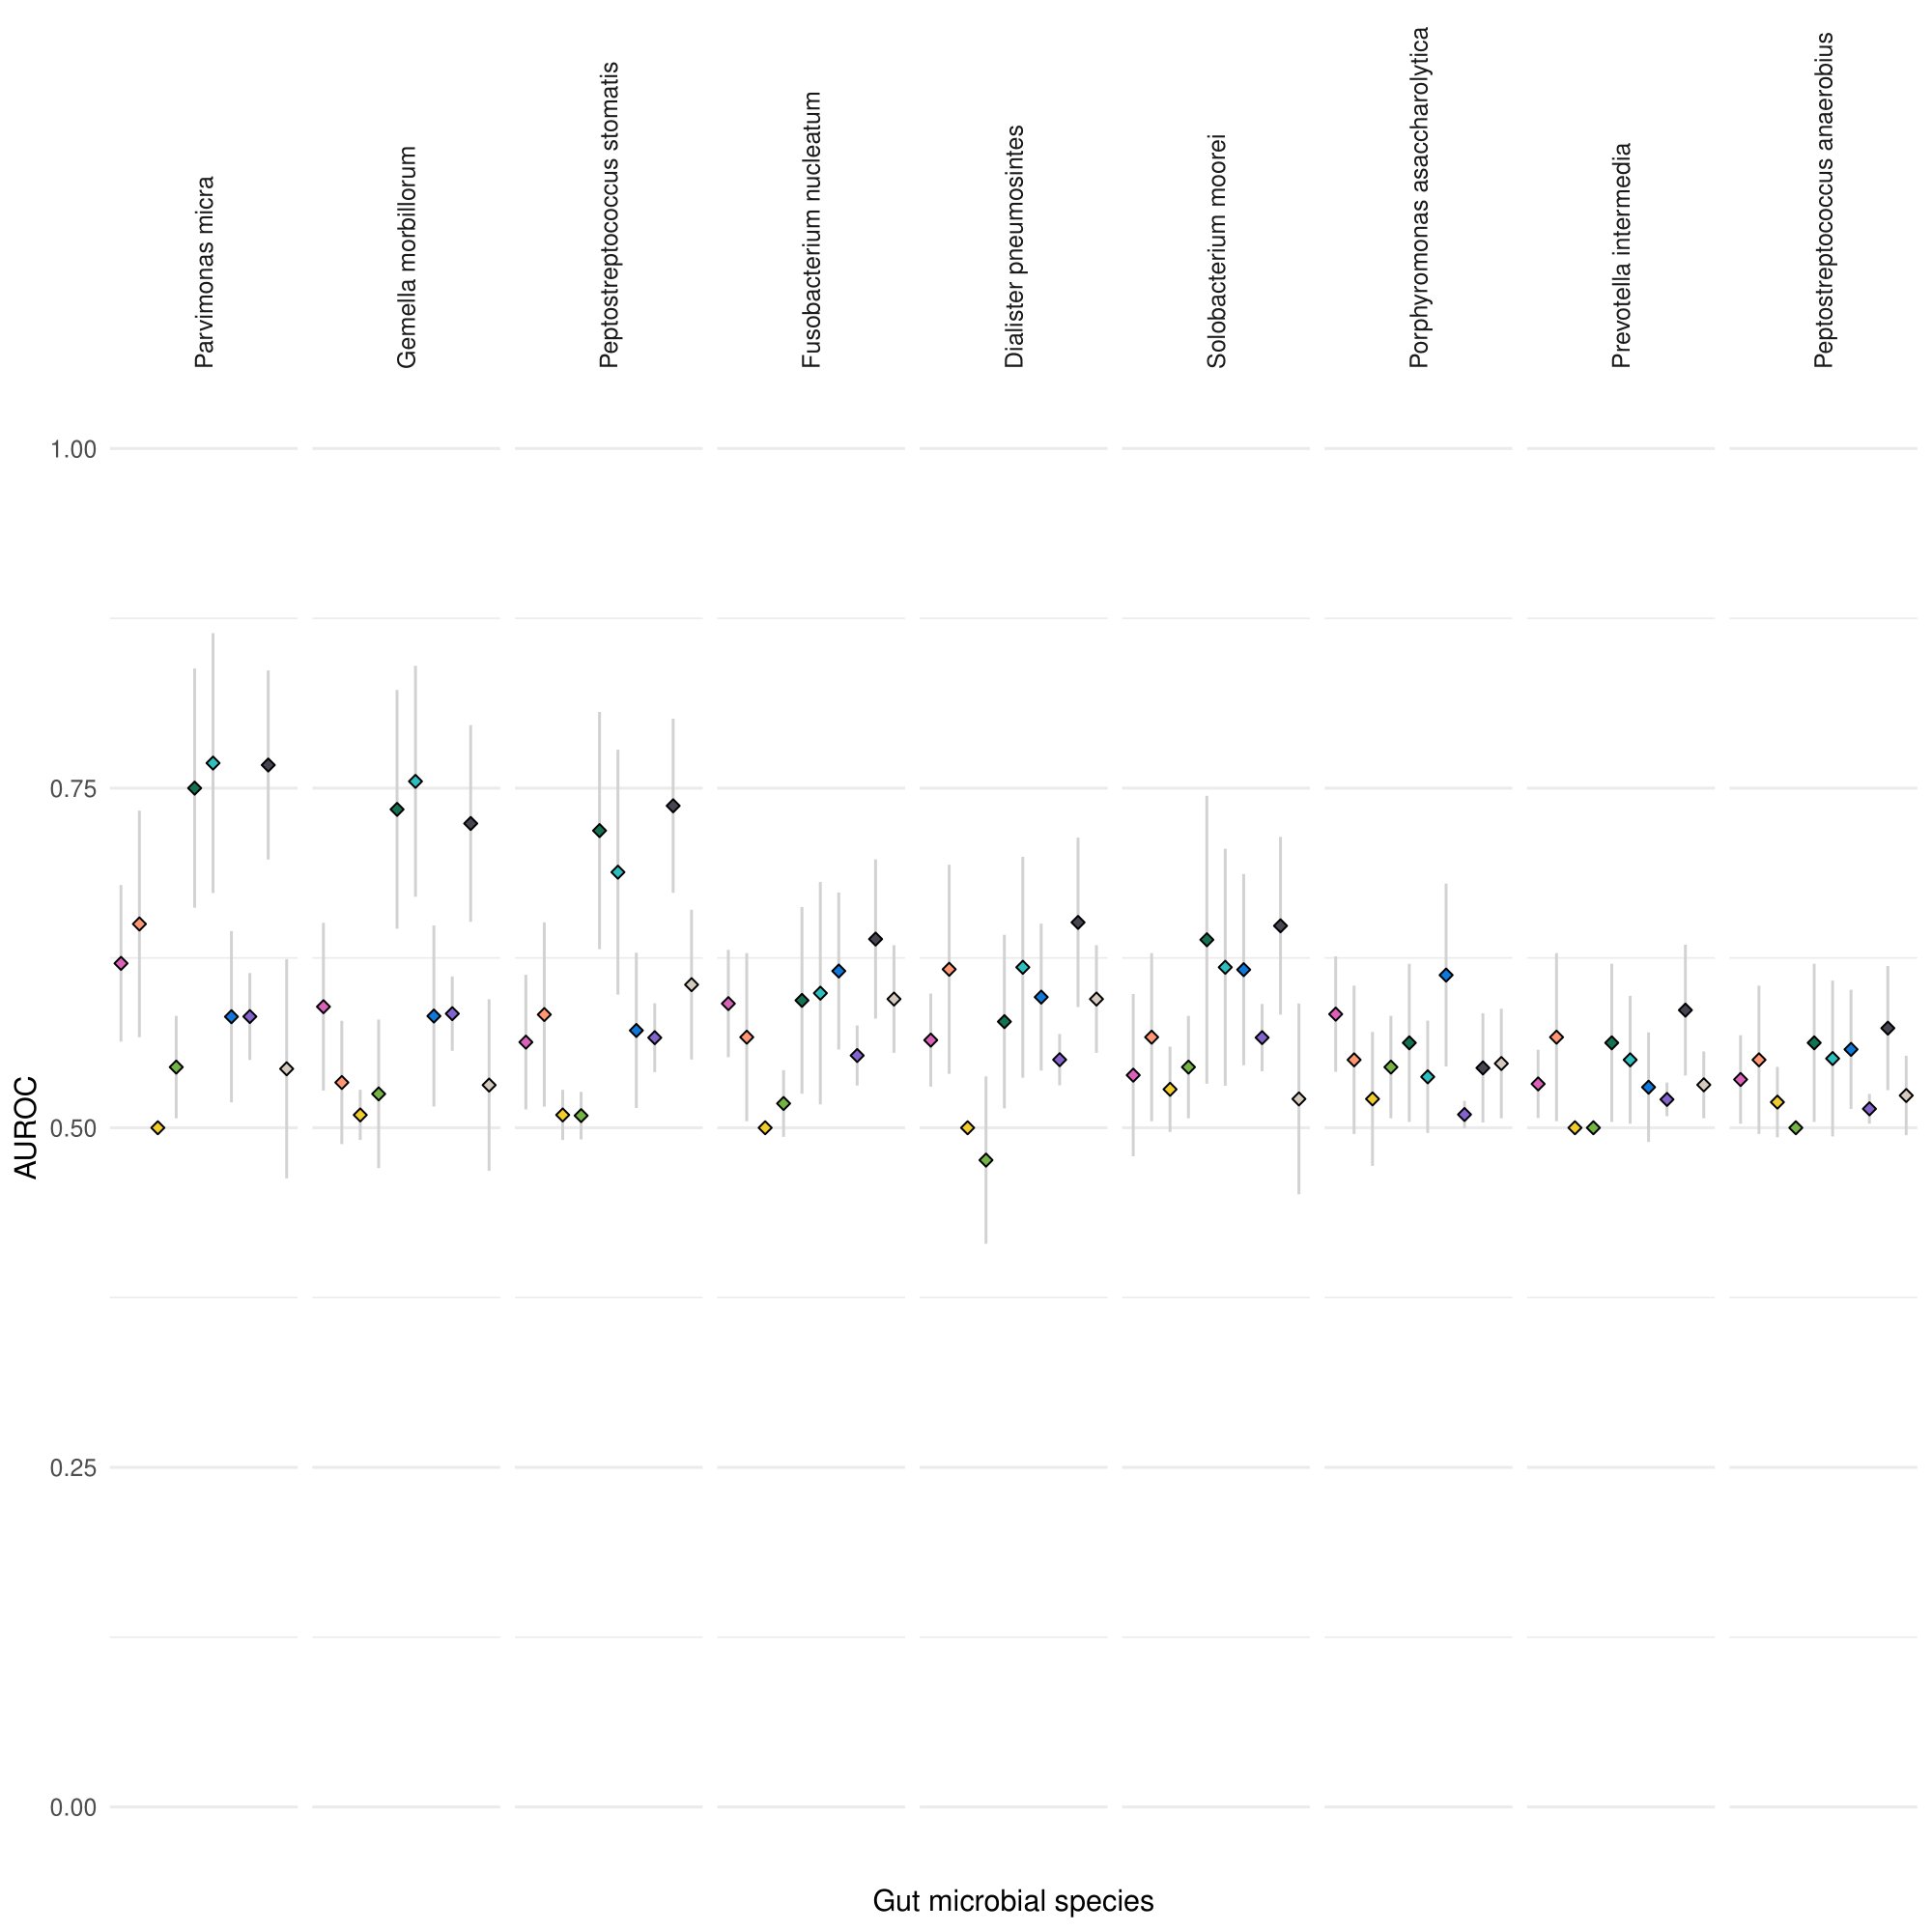 Parvimonas micra
Gemella morbillorum
Peptostreptococcus stomatis
Fusobacterium nucleatum
Dialister pneumosintes
Solobacterium moorei
Porphyromonas asaccharolytica
Prevotella intermedia
Peptostreptococcus anaerobius
1.00
0.75
0.50
0.25
0.00
AUROC
Gut microbial species